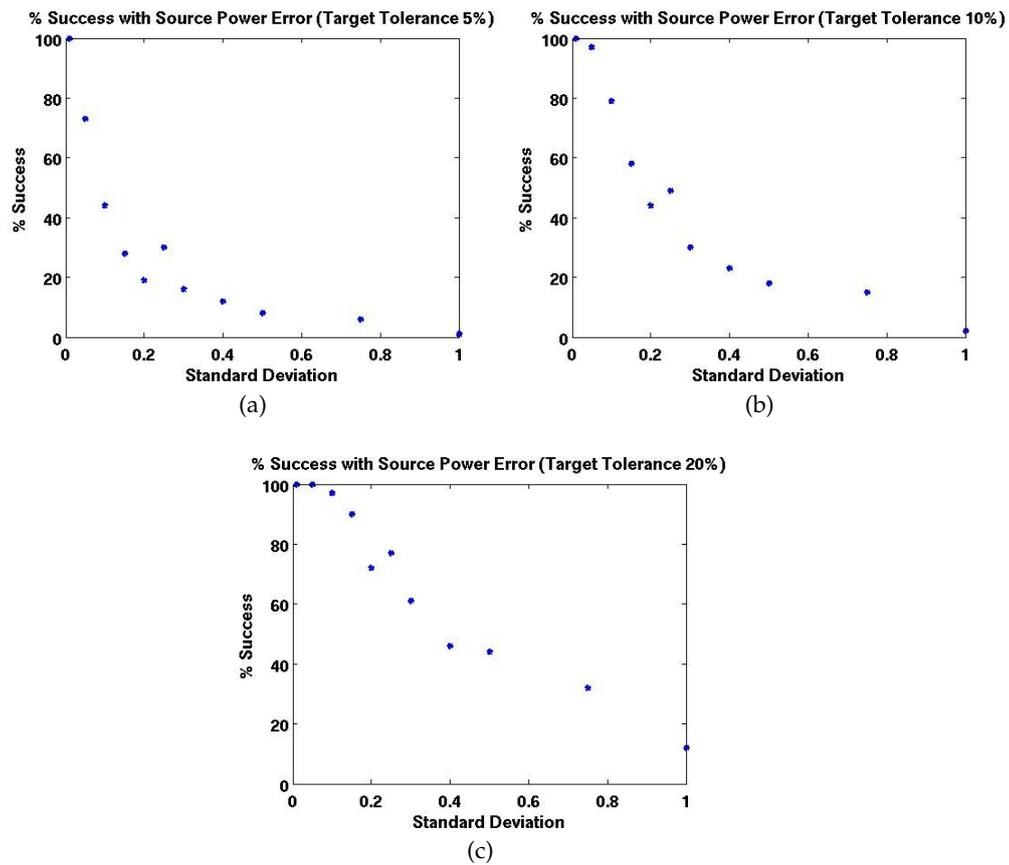 % Success with Source Power Error (Target Tolerance 5%)
100
80
60
40
20
0
% Success
0 0.2 0.4 0.6 0.8 1
Standard Deviation
(a)
% Success with Source Power Error (Target Tolerance 10%)
100
80
60
40
20
0
% Success
0 0.2 0.4 0.6 0.8 1
Standard Deviation
(b)
% Success with Source Power Error (Target Tolerance 20%)
100
80
60
40
20
0
% Success
0 0.2 0.4 0.6 0.8 1
Standard Deviation
(c)